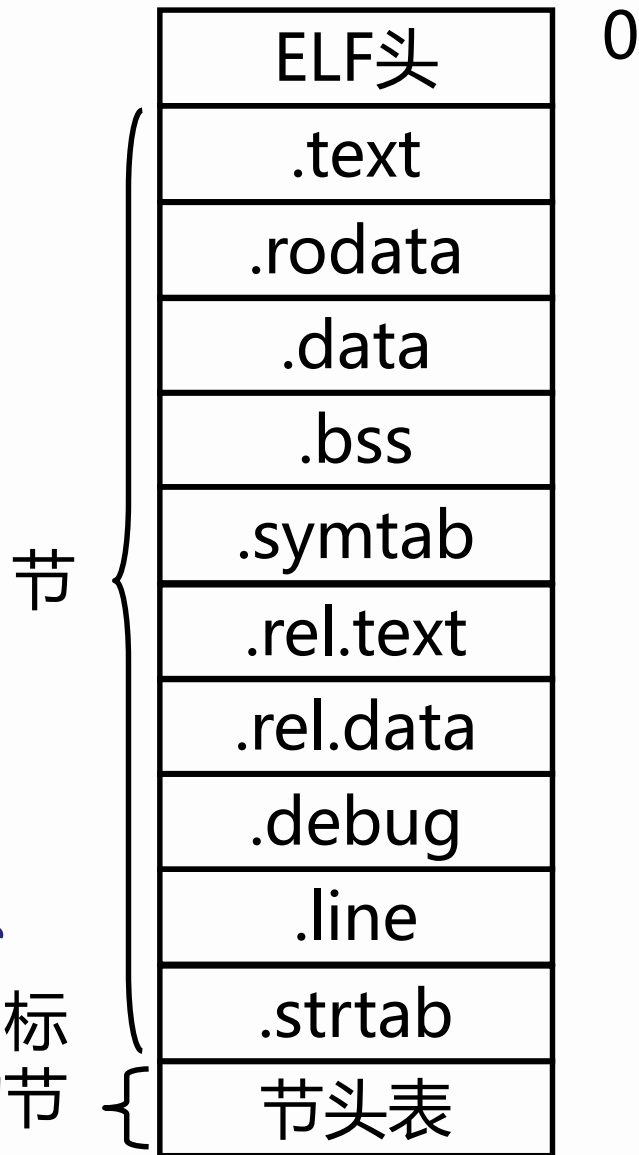 ELF头
0
.text
.rodata
.data
.bss
.symtab
节
.rel.text
.rel.data
.debug
.line
标
.strtab
节
节头表